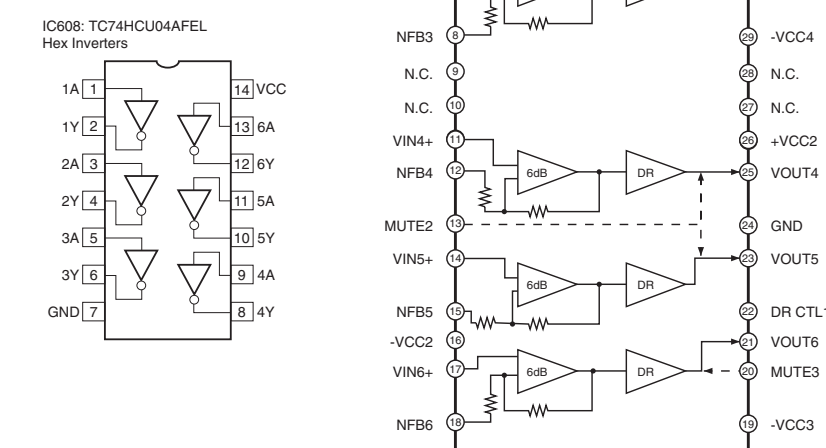 IC608: TC74HCU04AFEL
Hex Inverters
1A 1
1Y 2
2A 3
2Y 4
3A 5
3Y 6
GND 7
14 VCC
13 6A
12 6Y
11 5A
10 5Y
9 4A
8 4Y
NFB3 8
N.C. 9
N.C. 10
VIN4+ 11
NFB4 12
MUTE2 13
VIN5+ 14
NFB5 15
-VCC2 16
VIN6+ 17
NFB6 18
6dB DR
6dB DR
6dB DR
29 -VCC4
28 N.C.
27 N.C.
26 +VCC2
25 VOUT4
24 GND
23 VOUT5
22 DR CTL
21 VOUT6
20 MUTE3
19 -VCC3